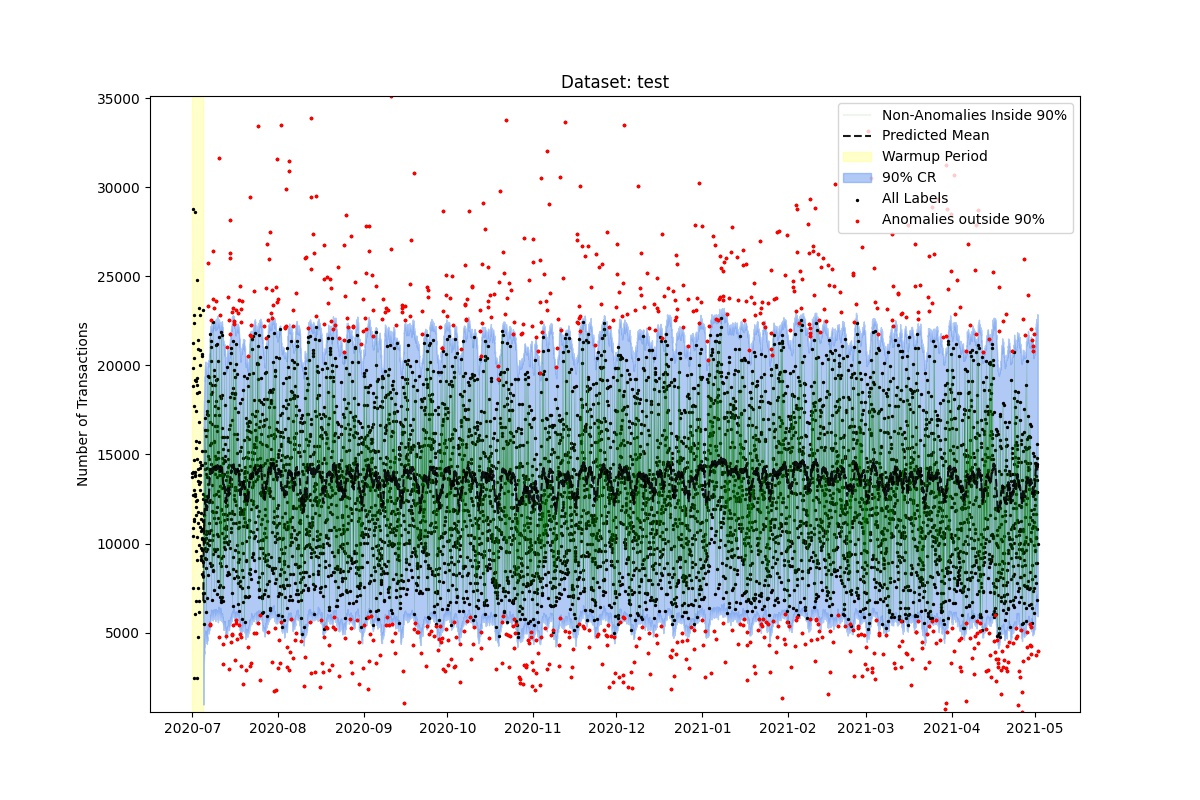 Dataset: test
35000
30000
25000
20000
15000
10000
5000
Number of Transactions
Non-Anomalies Inside 90%
Predicted Mean
Warmup Period
90% CR
All Labels
Anomalies outside 90%
2020-07 2020-08 2020-09 2020-10 2020-11 2020-12 2021-01 2021-02 2021-03 2021-04 2021-05